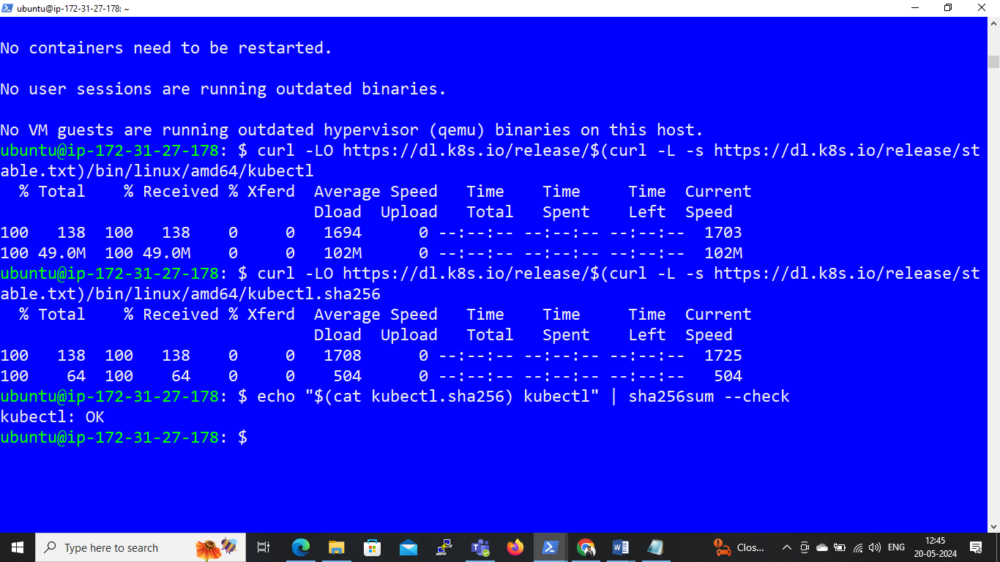 ubuntu@ip-172-31-27-178: ~
No containers need to be restarted.
No user sessions are running outdated binaries.
No VM guests are running outdated hypervisor (qemu) binaries on this host.
ubuntu@ip-172-31-27-178: $ curl -LO https://dl.k8s.io/release/$(curl -L -s https://dl.k8s.io/release/st
able.txt)/bin/linux/amd64/kubectl
% Total % Received % Xferd Average Speed Time Time Time Current
Dload Upload Total Spent Left Speed
100 138 100 138 0 0 1694 0 --:--:-- --:--:-- --:--:-- 1703
100 49.0M 100 49.0M 0 0 102M 0 --:--:-- --:--:-- --:--:-- 102M
ubuntu@ip-172-31-27-178: $ curl -LO https://dl.k8s.io/release/$(curl -L -s https://dl.k8s.io/release/st
able.txt)/bin/linux/amd64/kubectl.sha256
% Total % Received % Xferd Average Speed Time Time Time Current
Dload Upload Total Spent Left Speed
100 138 100 138 0 0 1708 0 --:--:-- --:--:-- --:--:-- 1725
100 64 100 64 0 0 504 0 --:--:-- --:--:-- --:--:-- 504
ubuntu@ip-172-31-27-178: $ echo "$(cat kubectl.sha256) kubectl" | sha256sum --check
kubectl: OK
ubuntu@ip-172-31-27-178: $
Type here to search
Clos...
ENG
12:45
20-05-2024